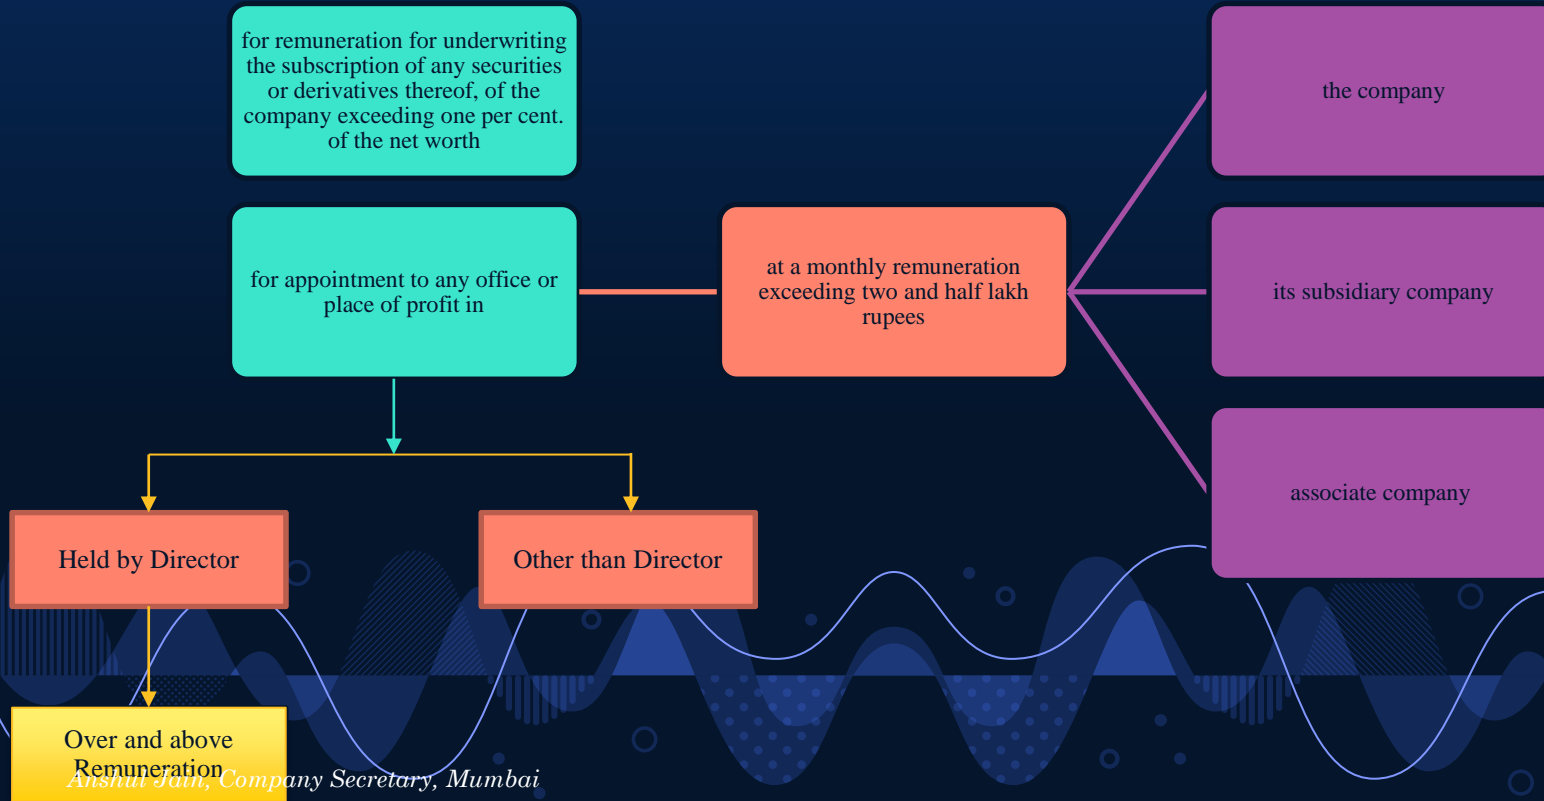 for remuneration for underwriting
the subscription of any securities
or derivatives thereof, of the
company exceeding one per cent.
of the net worth
the company
for appointment to any office or
place of profit in
at a monthly remuneration
exceeding two and half lakh
rupees
its subsidiary company
associate company
Held by Director
Other than Director
Over and above
Remuneration
Anshul Jain, Company Secretary, Mumbai